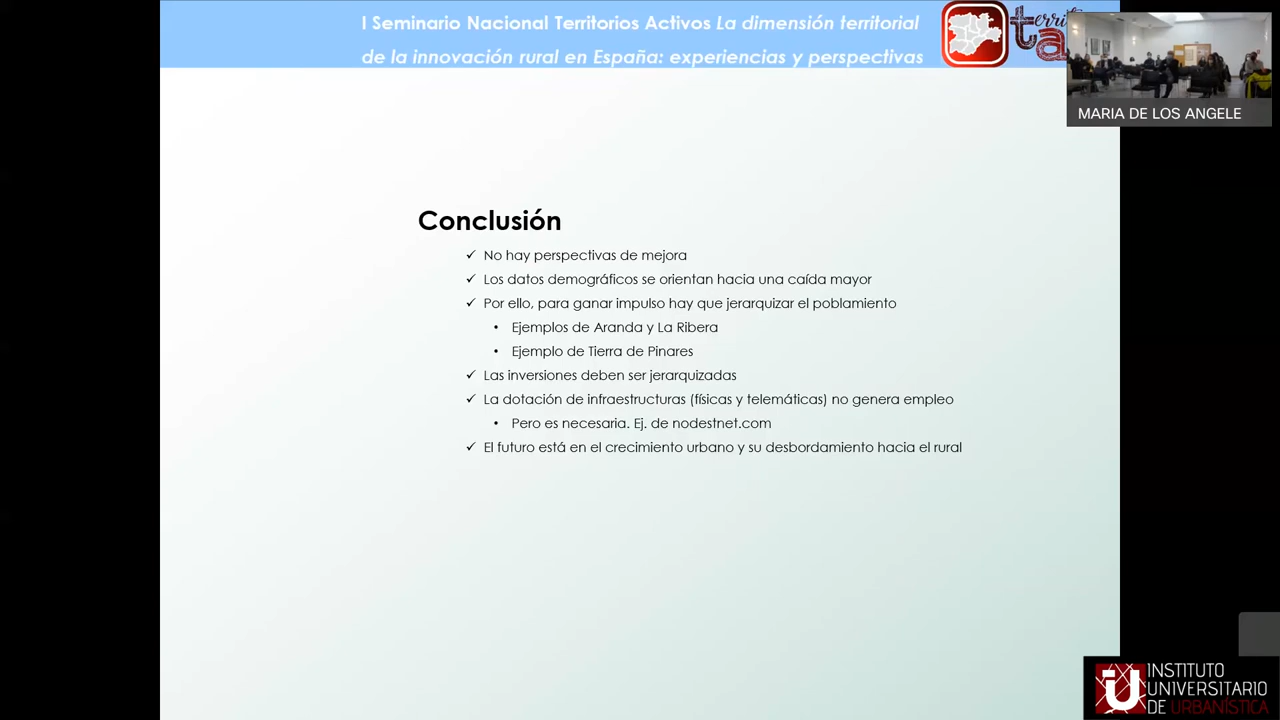 I Seminario Nacional Territorios Activos La dimensión territorial
de la innovación rural en España: experiencias y perspectivas
ta
MARIA DE LOS ANGELE
Conclusión
✓ No hay perspectivas de mejora
✓ Los datos demográficos se orientan hacia una caída mayor
✓ Por ello, para ganar impulso hay que jerarquizar el poblamiento
• Ejemplos de Aranda y La Ribera
• Ejemplo de Tierra de Pinares
✓ Las inversiones deben ser jerarquizadas
✓ La dotación de infraestructuras (físicas y telemáticas) no genera empleo
• Pero es necesaria. Ej. de nodestnet.com
✓ El futuro está en el crecimiento urbano y su desbordamiento hacia el rural
INSTITUTO
UNIVERSITARIO
DE URBANÍSTICA